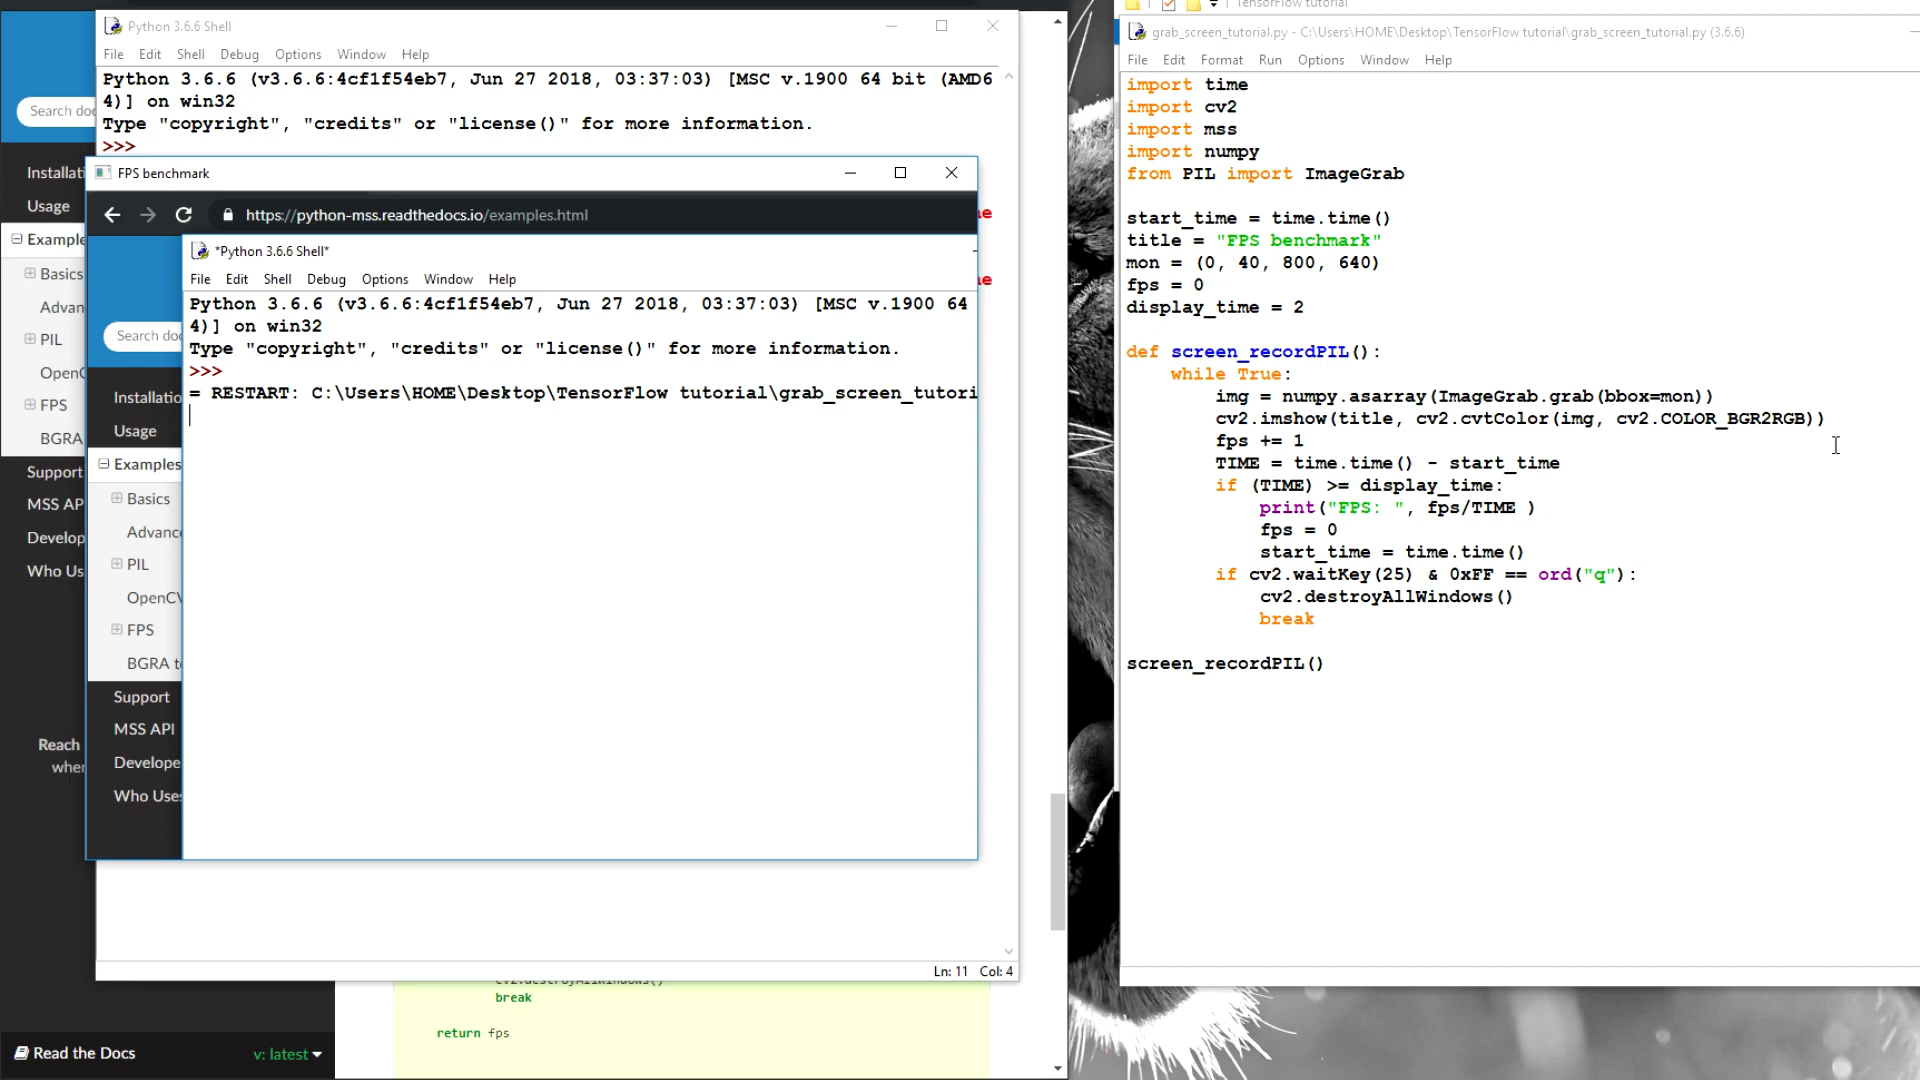 Python 3.6.6 Shell
File Edit Shell Debug Options Window Help
Python 3.6.6 (v3.6.6:4cf1f54eb7, Jun 27 2018, 03:37:03) [MSC v.1900 64 bit (AMD6
4)] on win32
Type "copyright", "credits" or "license()" for more information.
>>>
Search doc
Installati
Usage
Example
Basics
Advan
PIL
OpenC
FPS
BGRA
Support
MSS AP
Develop
Who Us
Reach
when
Read the Docs
v: latest
FPS benchmark
https://python-mss.readthedocs.io/examples.html
*Python 3.6.6 Shell*
File Edit Shell Debug Options Window Help
Python 3.6.6 (v3.6.6:4cf1f54eb7, Jun 27 2018, 03:37:03) [MSC v.1900 64
4)] on win32
Type "copyright", "credits" or "license()" for more information.
>>>
= RESTART: C:\Users\HOME\Desktop\TensorFlow tutorial\grab_screen_tutori
Search doc
Installatio
Usage
Examples
Basics
Advanc
PIL
OpenCV
FPS
BGRA t
Support
MSS API
Develope
Who Uses
Ln: 11 Col: 4
cv2.destroyAllWindows()
break
return fps
TensorFlow tutorial
grab_screen_tutorial.py - C:\Users\HOME\Desktop\TensorFlow tutorial\grab_screen_tutorial.py (3.6.6)
File Edit Format Run Options Window Help
import time
import cv2
import mss
import numpy
from PIL import ImageGrab
start_time = time.time()
title = "FPS benchmark"
mon = (0, 40, 800, 640)
fps = 0
display_time = 2
def screen_recordPIL():
while True:
img = numpy.asarray(ImageGrab.grab(bbox=mon))
cv2.imshow(title, cv2.cvtColor(img, cv2.COLOR_BGR2RGB))
fps += 1
TIME = time.time() - start_time
if (TIME) >= display_time:
print("FPS: ", fps/TIME )
fps = 0
start_time = time.time()
if cv2.waitKey(25) & 0xFF == ord("q"):
cv2.destroyAllWindows()
break
screen_recordPIL()